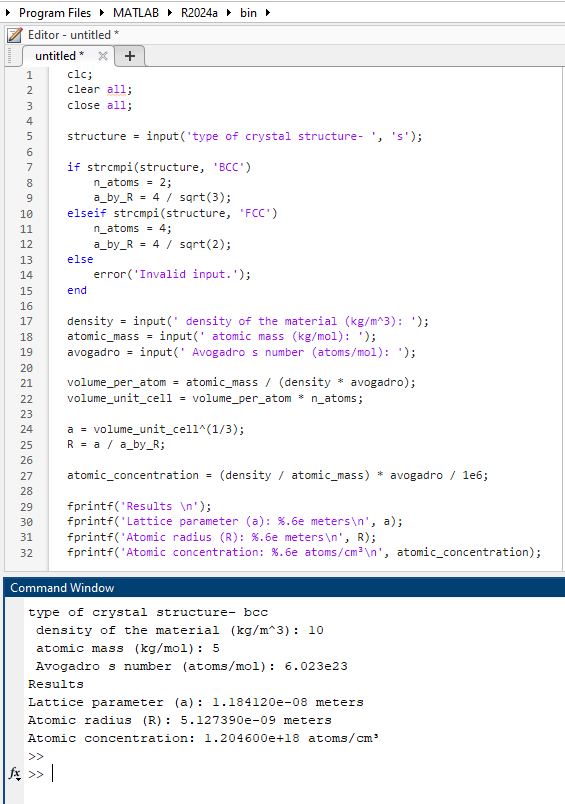 Program Files MATLAB R2024a bin
Editor - untitled *
untitled * × +
1 clc;
2 clear all;
3 close all;
4
5 structure = input('type of crystal structure- ', 's');
6
7 if strcmpi(structure, 'BCC')
8 n_atoms = 2;
9 a_by_R = 4 / sqrt(3);
10 elseif strcmpi(structure, 'FCC')
11 n_atoms = 4;
12 a_by_R = 4 / sqrt(2);
13 else
14 error('Invalid input.');
15 end
16
17 density = input(' density of the material (kg/m^3): ');
18 atomic_mass = input(' atomic mass (kg/mol): ');
19 avogadro = input(' Avogadro s number (atoms/mol): ');
20
21 volume_per_atom = atomic_mass / (density * avogadro);
22 volume_unit_cell = volume_per_atom * n_atoms;
23
24 a = volume_unit_cell^(1/3);
25 R = a / a_by_R;
26
27 atomic_concentration = (density / atomic_mass) * avogadro / 1e6;
28
29 fprintf('Results \n');
30 fprintf('Lattice parameter (a): %.6e meters\n', a);
31 fprintf('Atomic radius (R): %.6e meters\n', R);
32 fprintf('Atomic concentration: %.6e atoms/cm³\n', atomic_concentration);
Command Window
type of crystal structure- bcc
density of the material (kg/m^3): 10
atomic mass (kg/mol): 5
Avogadro s number (atoms/mol): 6.023e23
Results
Lattice parameter (a): 1.184120e-08 meters
Atomic radius (R): 5.127390e-09 meters
Atomic concentration: 1.204600e+18 atoms/cm³
>>
fx >>